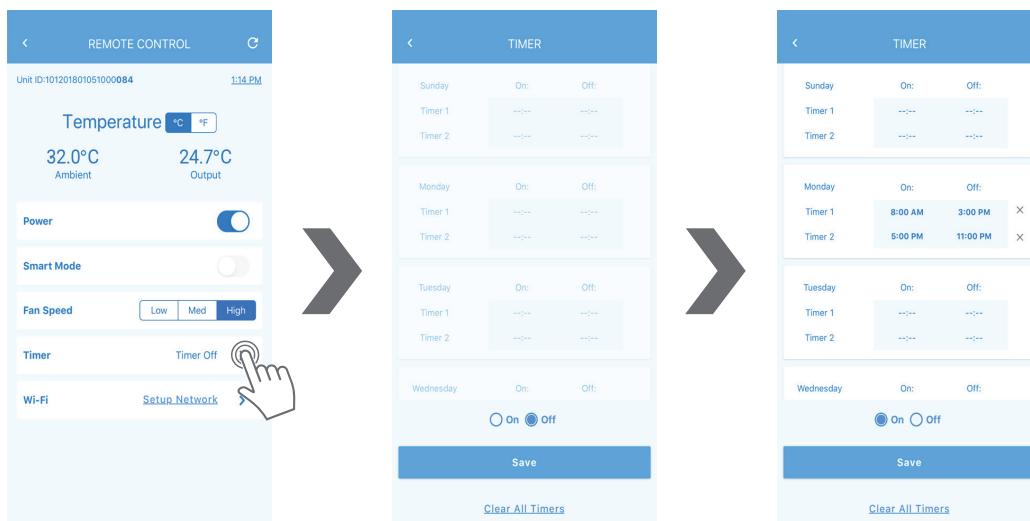 REMOTE CONTROL
Unit ID:101201801051000084 1:14 PM
Temperature °C °F
32.0°C 24.7°C
Ambient Output
Power
Smart Mode
Fan Speed Low Med High
Timer Timer Off
Wi-Fi Setup Network
TIMER
Sunday On: Off:
Timer 1 --:-- --:--
Timer 2 --:-- --:--
Monday On: Off:
Timer 1 --:-- --:--
Timer 2 --:-- --:--
Tuesday On: Off:
Timer 1 --:-- --:--
Timer 2 --:-- --:--
Wednesday On: Off:
On Off
Save
Clear All Timers
TIMER
Sunday On: Off:
Timer 1 --:-- --:--
Timer 2 --:-- --:--
Monday On: Off:
Timer 1 8:00 AM 3:00 PM
Timer 2 5:00 PM 11:00 PM
Tuesday On: Off:
Timer 1 --:-- --:--
Timer 2 --:-- --:--
Wednesday On: Off:
On Off
Save
Clear All Timers